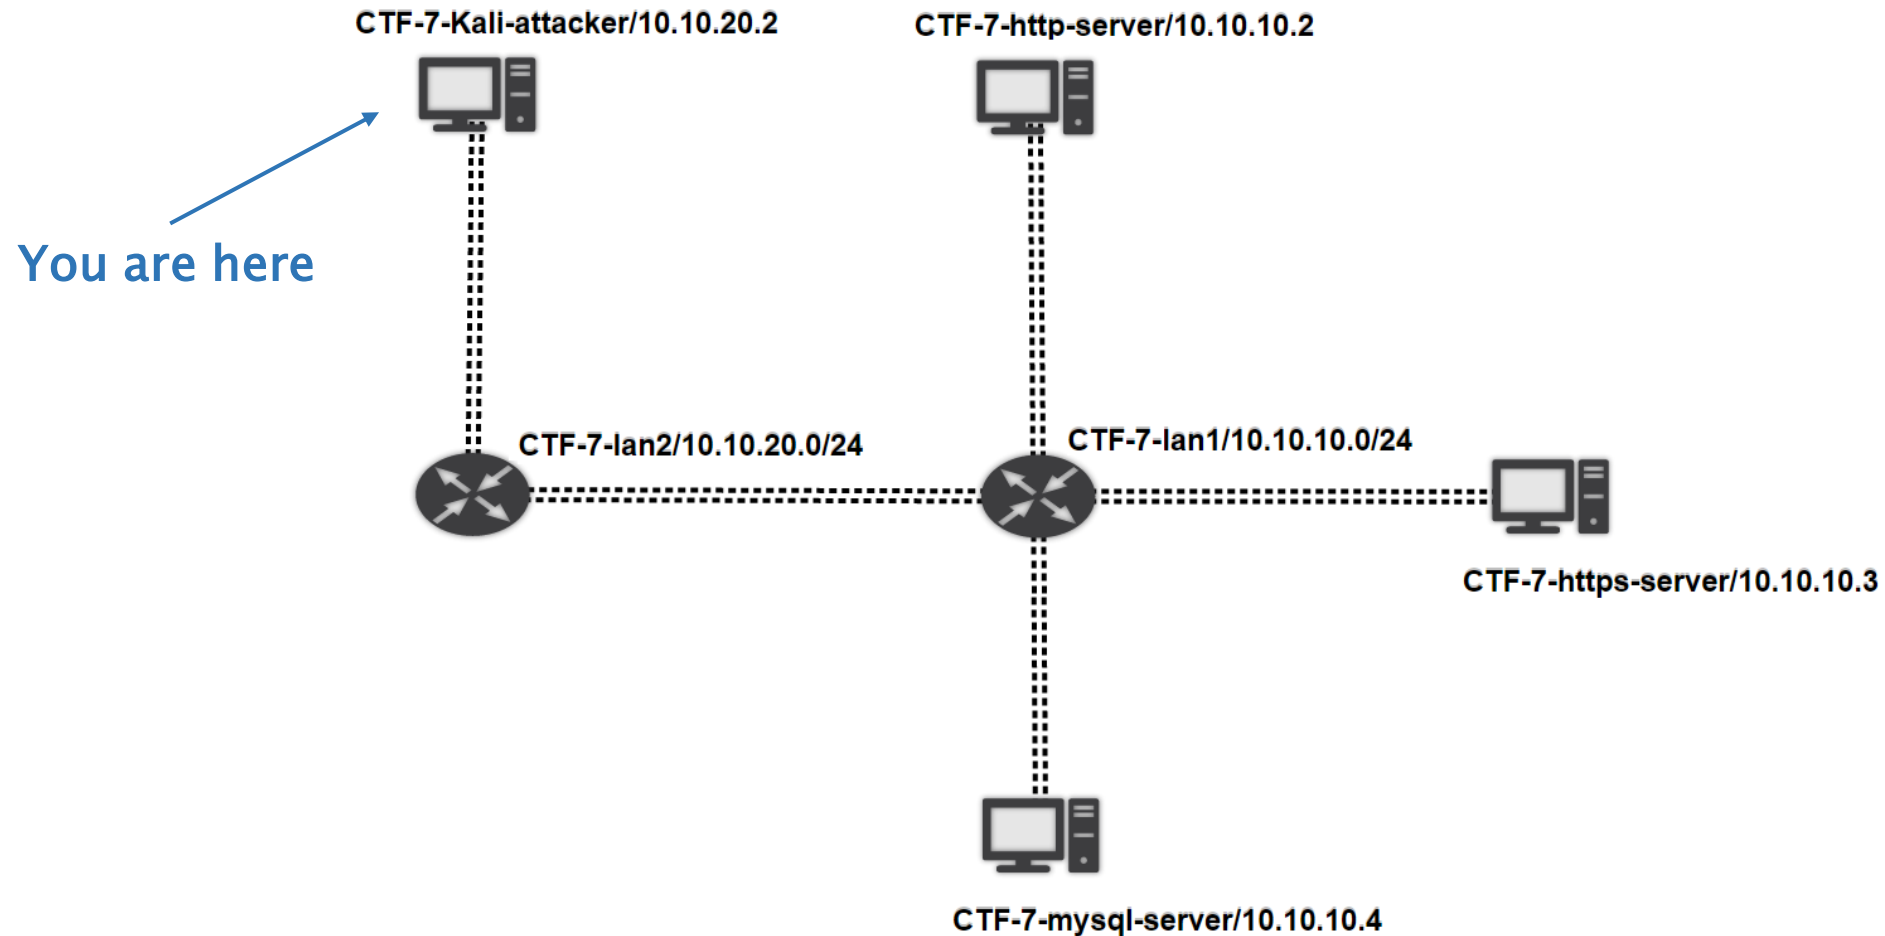 CTF-7-Kali-attacker/10.10.20.2
CTF-7-http-server/10.10.10.2
You are here
CTF-7-lan2/10.10.20.0/24
CTF-7-lan1/10.10.10.0/24
CTF-7-https-server/10.10.10.3
CTF-7-mysql-server/10.10.10.4